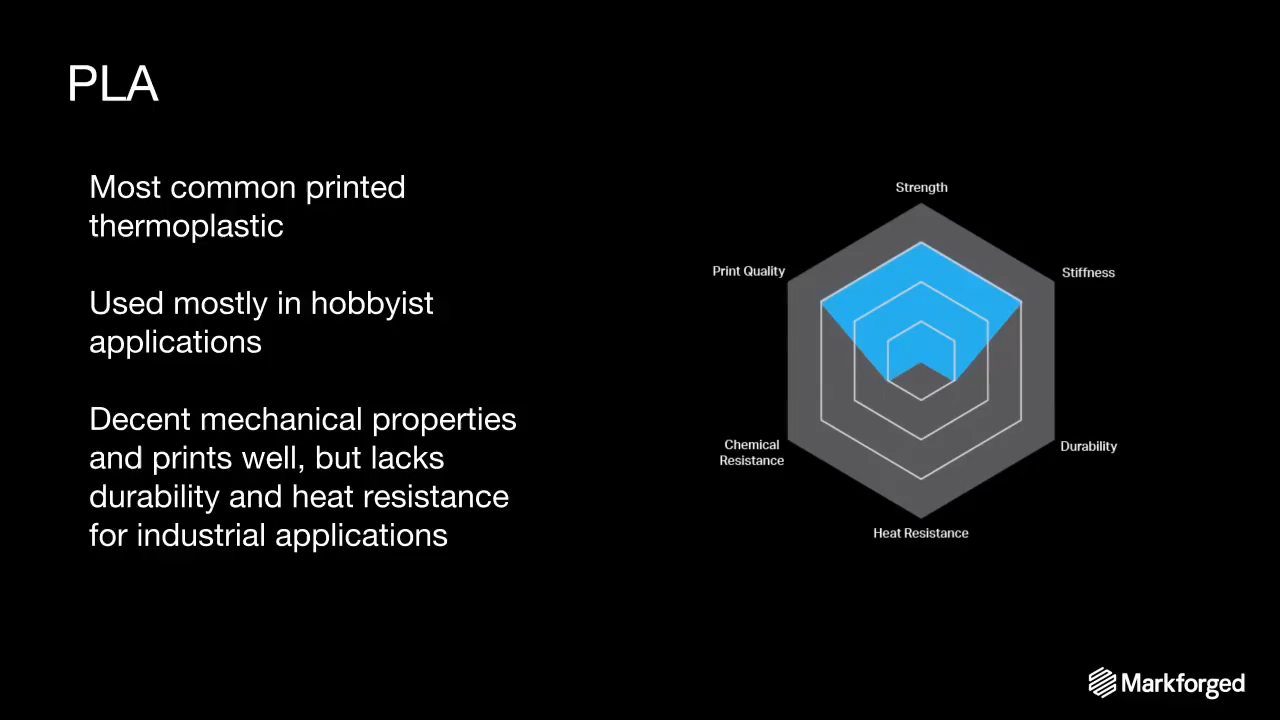 PLA
Most common printed
thermoplastic
Used mostly in hobbyist
applications
Decent mechanical properties
and prints well, but lacks
durability and heat resistance
for industrial applications
Strength
Print Quality
Stiffness
Chemical
Resistance
Durability
Heat Resistance
Markforged